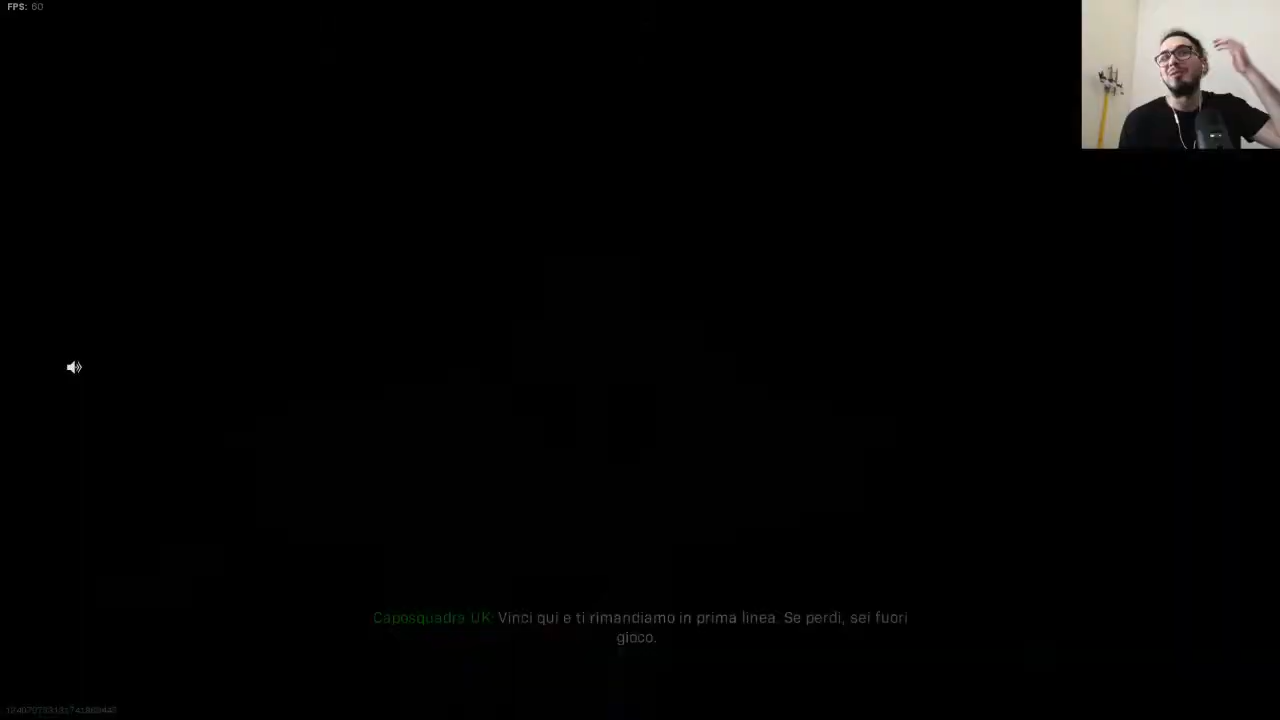 FPS: 60
Caposquadra UK: Vinci qui e ti rimandiamo in prima linea. Se perdi, sei fuori
gioco.